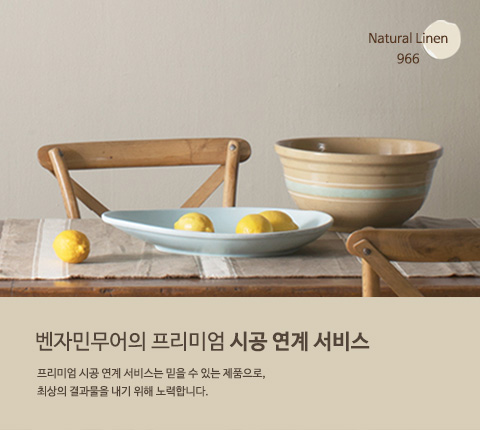 Natural Linen
966
벤자민무어의 프리미엄 시공 연계 서비스
프리미엄 시공 연계 서비스는 믿을 수 있는 제품으로,
최상의 결과물을 내기 위해 노력합니다.